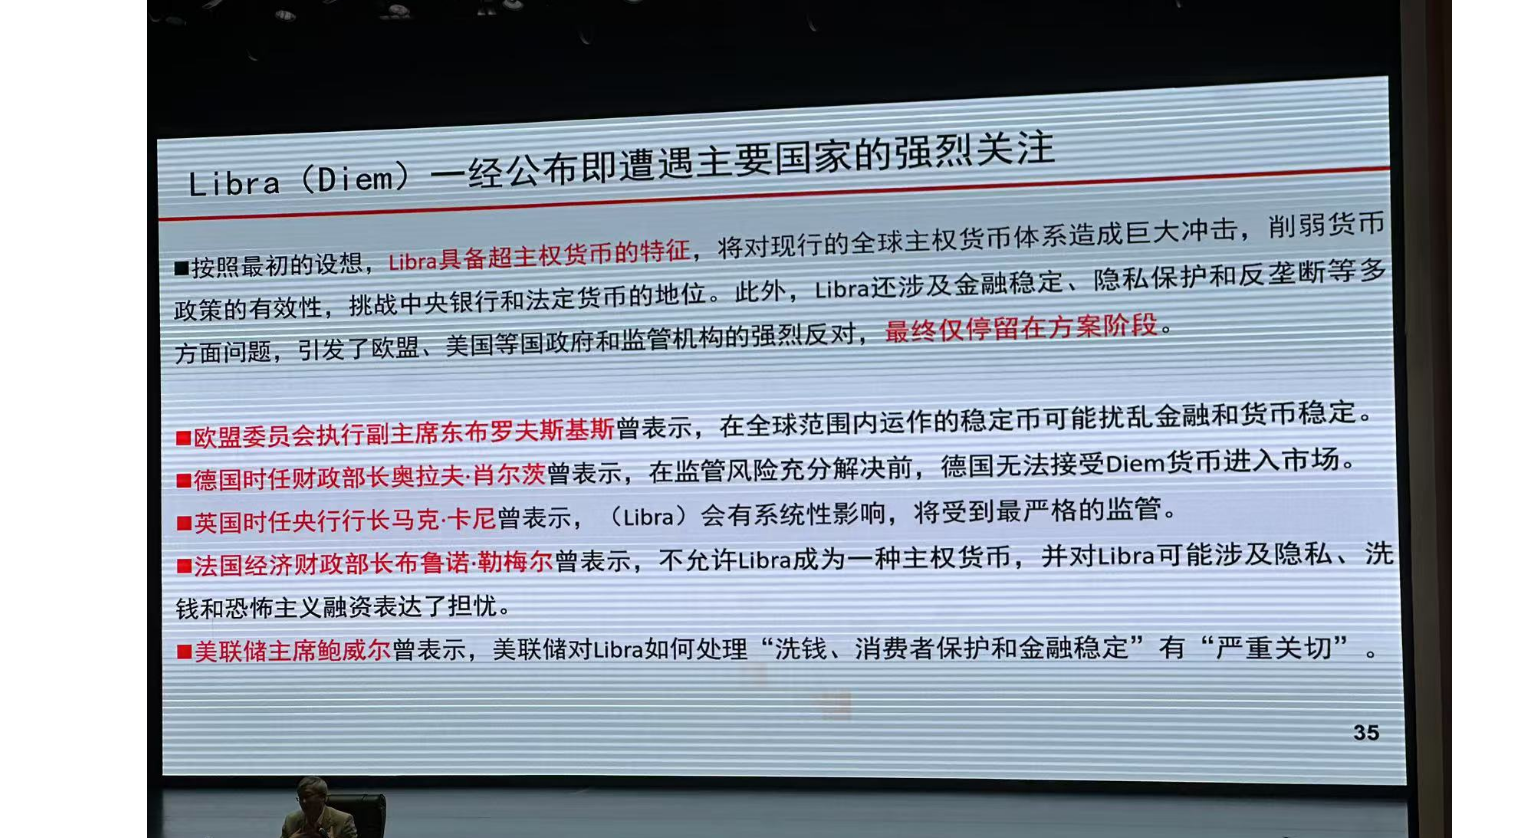 Libra（Diem）一经公布即遭遇主要国家的强烈关注
■按照最初的设想，Libra具备超主权货币的特征，将对现行的全球主权货币体系造成巨大冲击，削弱货币
政策的有效性，挑战中央银行和法定货币的地位。此外，Libra还涉及金融稳定、隐私保护和反垄断等多
方面问题，引发了欧盟、美国等国政府和监管机构的强烈反对，最终仅停留在方案阶段。
■欧盟委员会执行副主席东布罗夫斯基斯曾表示，在全球范围内运作的稳定币可能扰乱金融和货币稳定。
■德国时任财政部长奥拉夫·肖尔茨曾表示，在监管风险充分解决前，德国无法接受Diem货币进入市场。
■英国时任央行行长马克·卡尼曾表示，（Libra）会有系统性影响，将受到最严格的监管。
■法国经济财政部长布鲁诺·勒梅尔曾表示，不允许Libra成为一种主权货币，并对Libra可能涉及隐私、洗
钱和恐怖主义融资表达了担忧。
■美联储主席鲍威尔曾表示，美联储对Libra如何处理“洗钱、消费者保护和金融稳定”有“严重关切”。
35